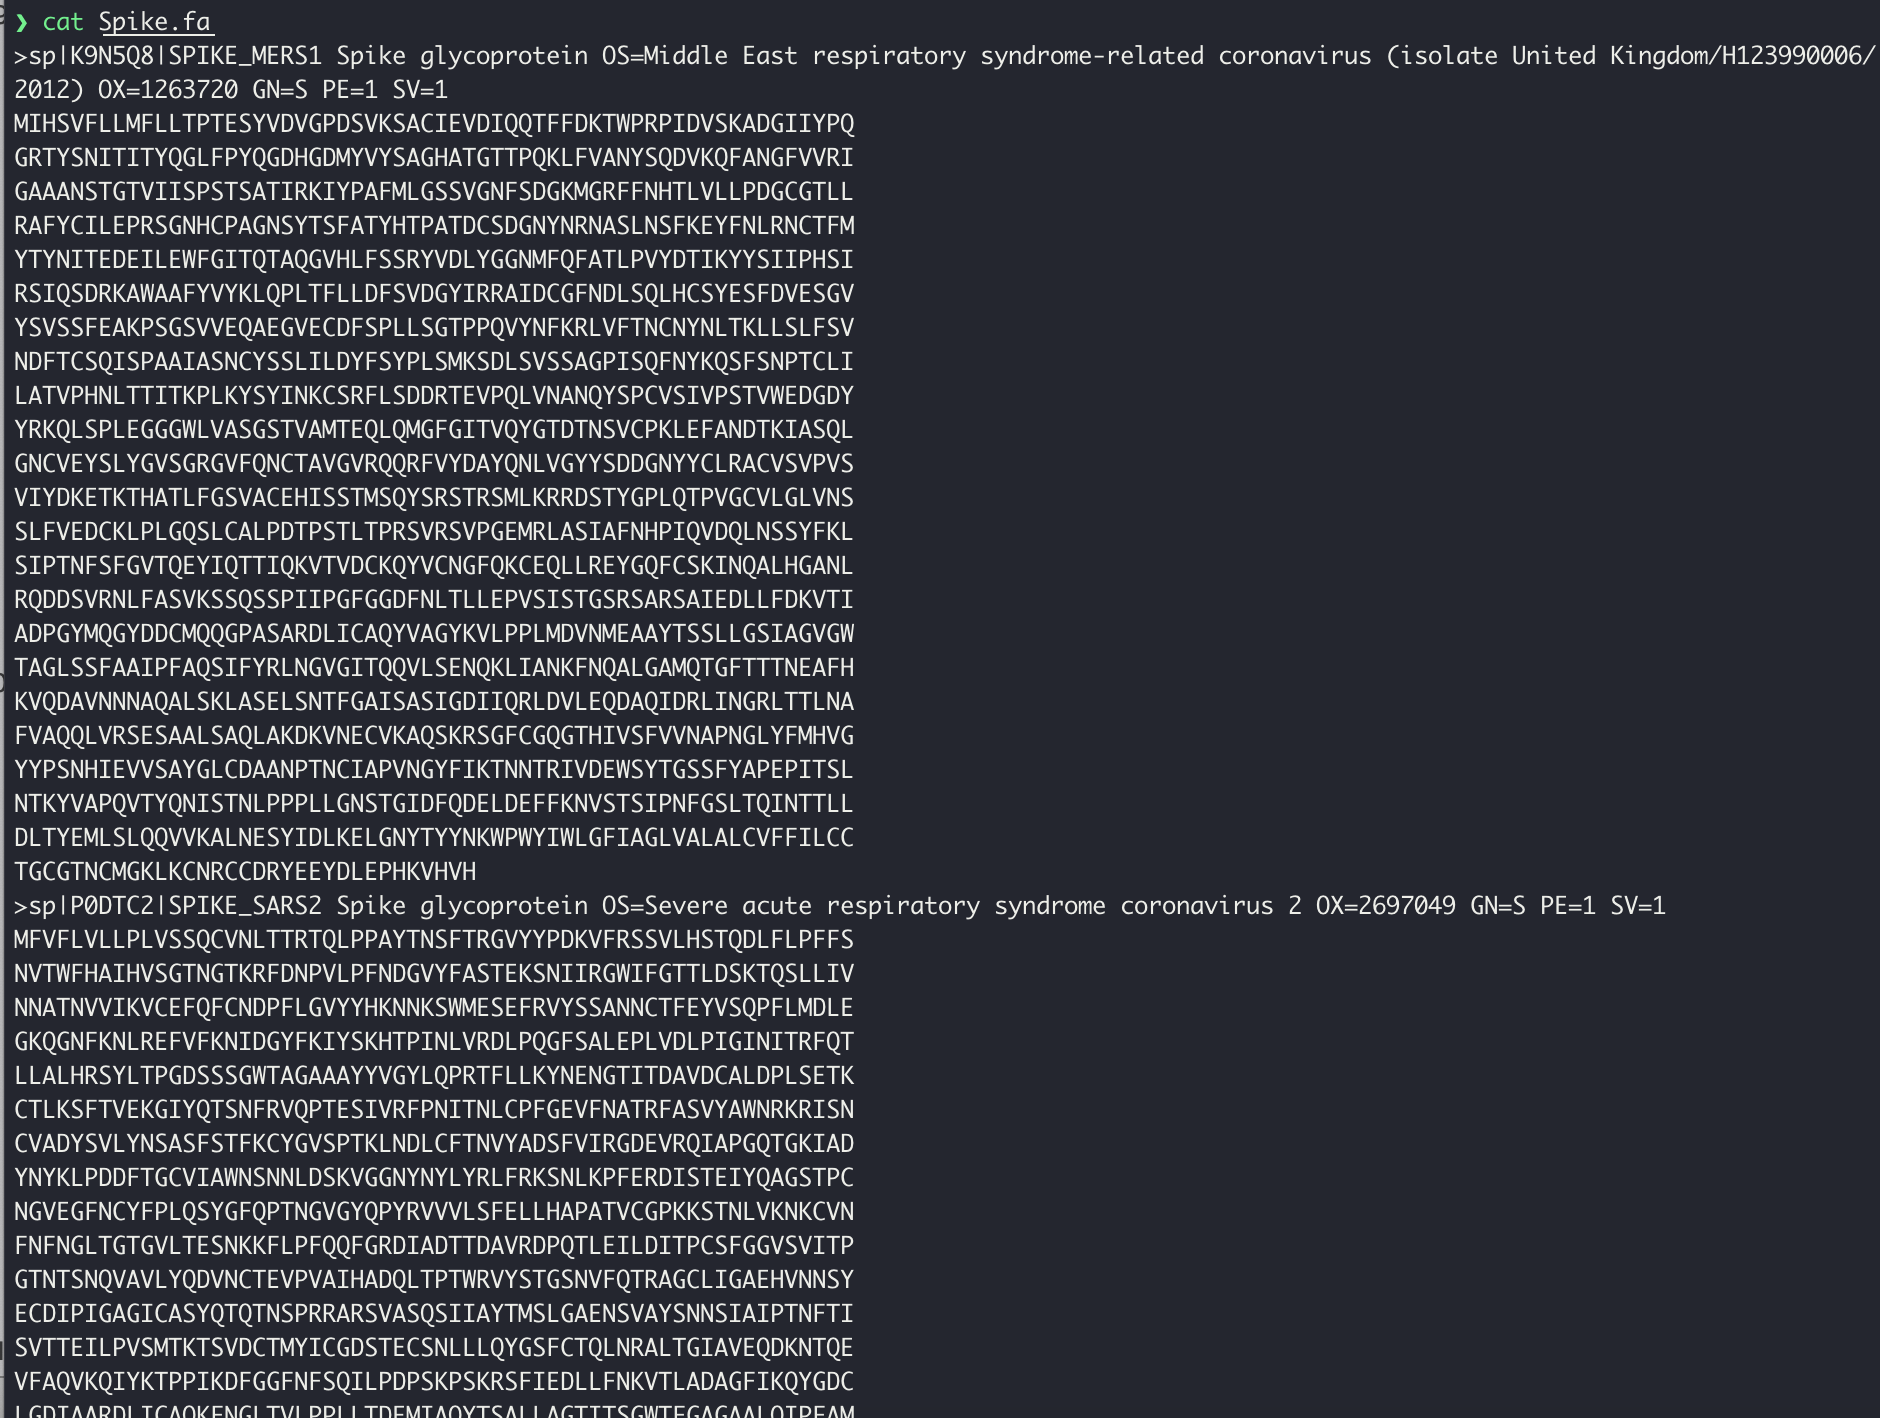 ❯ cat Spike.fa
>sp|K9N5Q8|SPIKE_MERS1 Spike glycoprotein OS=Middle East respiratory syndrome-related coronavirus (isolate United Kingdom/H123990006/
2012) OX=1263720 GN=S PE=1 SV=1
MIHSVFLLMFLLTPTESYVDVGPDSVKSACIEVDIQQTFFDKTWPRPIDVSKADGIIYPQ
GRTYSNITITYQGLFPYQGDHGDMYVYSAGHATGTTPQKLFVANYSQDVKQFANGFVVRI
GAAANSTGTVIISPSTSATIRKIYPAFMLGSSVGNFSDGKMGRFFNHTLVLLPDGCGTLL
RAFYCILEPRSGNHCPAGNSYTSFATYHTPATDCSDGNYNRNASLNSFKEYFNLRNCTFM
YTYNITEDEILEWFGITQTAQGVHLFSSRYVDLYGGNMFQFATLPVYDTIKYYSIIPHSI
RSIQSDRKAWAAFYVYKLQPLTFLLDFSVDGYIRRAIDCGFNDLSQLHCSYESFDVESGV
YSVSSFEAKPSGSVVEQAEGVECDFSPLLSGTPPQVYNFKRLVFTNCNYNLTKLLSLFSV
NDFTCSQISPAAIASNCYSSLILDYFSYPLSMKSDLSVSSAGPISQFNYKQSFSNPTCLI
LATVPHNLTTITKPLKYSYINKCSRFLSDDRTEVPQLVNANQYSPCVSIVPSTVWEDGDY
YRKQLSPLEGGGWLVASGSTVAMTEQLQMGFGITVQYGTDTNSVCPKLEFANDTKIASQL
GNCVEYSLYGVSGRGVFQNCTAVGVRQQRFVYDAYQNLVGYYSDDGNYYCLRACVSVPVS
VIYDKETKTHATLFGSVACEHISSTMSQYSRSTRSMLKRRDSTYGPLQTPVGCVLGLVNS
SLFVEDCKLPLGQSLCALPDTPSTLTPRSVRSVPGEMRLASIAFNHPIQVDQLNSSYFKL
SIPTNFSFGVTQEYIQTTIQKVTVDCKQYVCNGFQKCEQLLREYGQFCSKINQALHGANL
RQDDSVRNLFASVKSSQSSPIIPGFGGDFNLTLLEPVSISTGSRSARSAIEDLLFDKVTI
ADPGYMQGYDDCMQQGPASARDLICAQYVAGYKVLPPLMDVNMEAAYTSSLLGSIAGVGW
TAGLSSFAAIPFAQSIFYRLNGVGITQQVLSENQKLIANKFNQALGAMQTGFTTTNEAFH
KVQDAVNNNAQALSKLASELSNTFGAISASIGDIIQRLDVLEQDAQIDRLINGRLTTLNA
FVAQQLVRSESAALSAQLAKDKVNECVKAQSKRSGFCGQGTHIVSFVVNAPNGLYFMHVG
YYPSNHIEVVSAYGLCDAANPTNCIAPVNGYFIKTNNTRIVDEWSYTGSSFYAPEPITSL
NTKYVAPQVTYQNISTNLPPPLLGNSTGIDFQDELDEFFKNVSTSIPNFGSLTQINTTLL
DLTYEMLSLQQVVKALNESYIDLKELGNYTYYNKWPWYIWLGFIAGLVALALCVFFILCC
TGCGTNCMGKLKCNRCCDRYEEYDLEPHKVHVH
>sp|P0DTC2|SPIKE_SARS2 Spike glycoprotein OS=Severe acute respiratory syndrome coronavirus 2 OX=2697049 GN=S PE=1 SV=1
MFVFLVLLPLVSSQCVNLTTRTQLPPAYTNSFTRGVYYPDKVFRSSVLHSTQDLFLPFFS
NVTWFHAIHVSGTNGTKRFDNPVLPFNDGVYFASTEKSNIIRGWIFGTTLDSKTQSLLIV
NNATNVVIKVCEFQFCNDPFLGVYYHKNNKSWMESEFRVYSSANNCTFEYVSQPFLMDLE
GKQGNFKNLREFVFKNIDGYFKIYSKHTPINLVRDLPQGFSALEPLVDLPIGINITRFQT
LLALHRSYLTPGDSSSGWTAGAAAYYVGYLQPRTFLLKYNENGTITDAVDCALDPLSETK
CTLKSFTVEKGIYQTSNFRVQPTESIVRFPNITNLCPFGEVFNATRFASVYAWNRKRISN
CVADYSVLYNSASFSTFKCYGVSPTKLNDLCFTNVYADSFVIRGDEVRQIAPGQTGKIAD
YNYKLPDDFTGCVIAWNSNNLDSKVGGNYNYLYRLFRKSNLKPFERDISTEIYQAGSTPC
NGVEGFNCYFPLQSYGFQPTNGVGYQPYRVVVLSFELLHAPATVCGPKKSTNLVKNKCVN
FNFNGLTGTGVLTESNKKFLPFQQFGRDIADTTDAVRDPQTLEILDITPCSFGGVSVITP
GTNTSNQVAVLYQDVNCTEVPVAIHADQLTPTWRVYSTGSNVFQTRAGCLIGAEHVNNSY
ECDIPIGAGICASYQTQTNSPRRARSVASQSIIAYTMSLGAENSVAYSNNSIAIPTNFTI
SVTTEILPVSMTKTSVDCTMYICGDSTECSNLLLQYGSFCTQLNRALTGIAVEQDKNTQE
VFAQVKQIYKTPPIKDFGGFNFSQILPDPSKPSKRSFIEDLLFNKVTLADAGFIKQYGDC
LGDIAARDLICAQKFNGLTVLPPLLTDEMIAQYTSALLAGTITSGWTFGAGAALQIPFAM